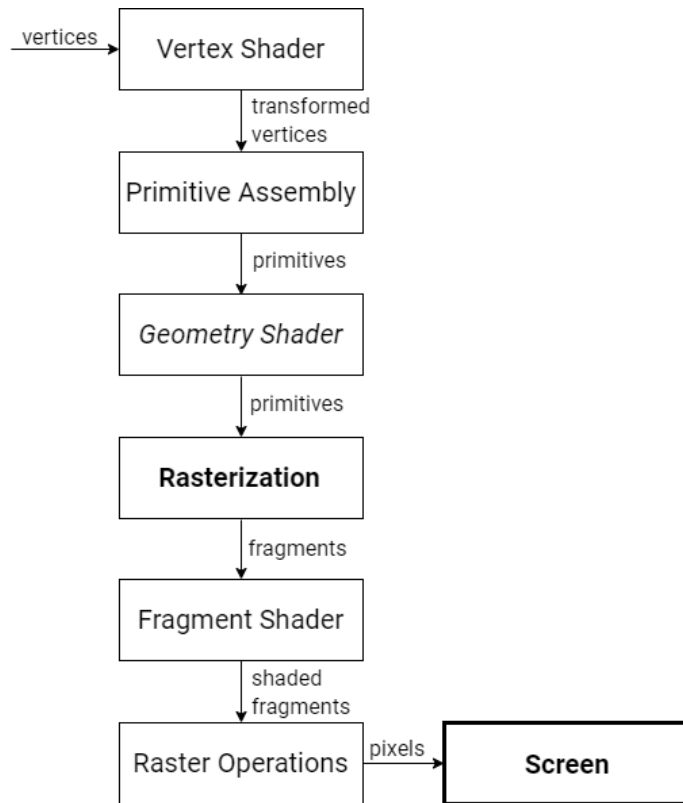 vertices
Vertex Shader
transformed
vertices
Primitive Assembly
primitives
Geometry Shader
primitives
Rasterization
fragments
Fragment Shader
shaded
fragments
Raster Operations
pixels
Screen